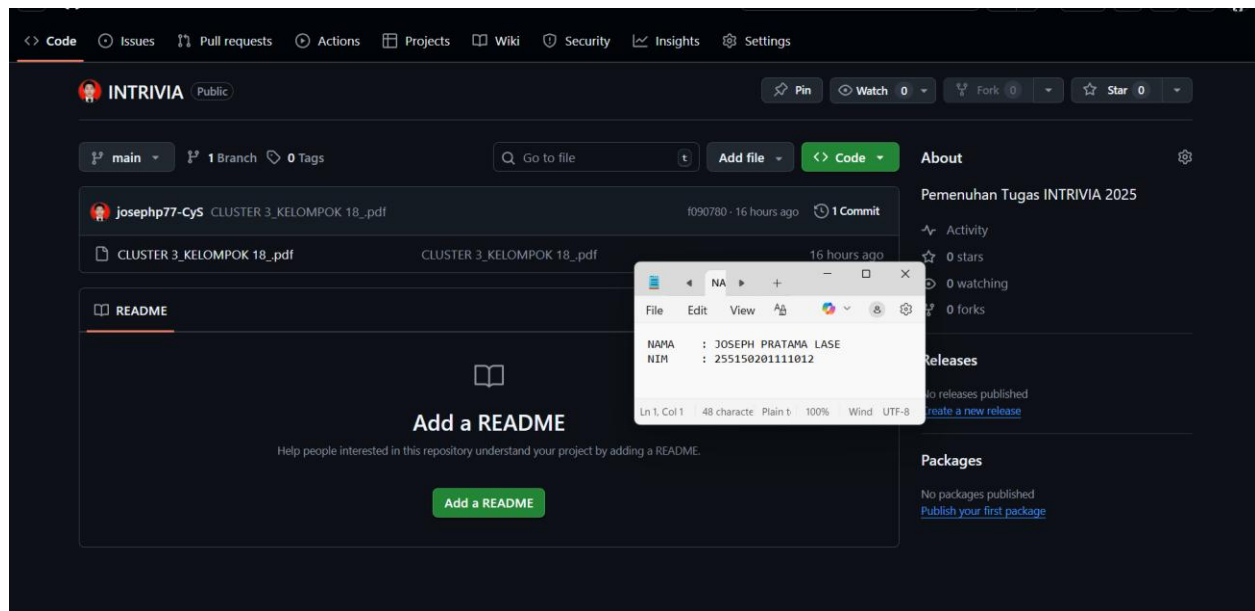 Code Issues Pull requests Actions Projects Wiki Security Insights Settings
INTRIVIA Public
Pin Watch 0 Fork 0 Star 0
main 1 Branch 0 Tags
Go to file t
Add file Code
josephp77-CyS CLUSTER 3_KELOMPOK 18_.pdf f090780 · 16 hours ago 1 Commit
CLUSTER 3_KELOMPOK 18_.pdf CLUSTER 3_KELOMPOK 18_.pdf 16 hours ago
README
Add a README
Help people interested in this repository understand your project by adding a README.
Add a README
NA
File Edit View
NAMA : JOSEPH PRATAMA LASE
NIM : 255150201111012
Ln 1, Col 1 48 characte Plain t 100% Wind UTF-8
About
Pemenuhan Tugas INTRIVIA 2025
Activity
0 stars
0 watching
0 forks
Releases
No releases published
Create a new release
Packages
No packages published
Publish your first package